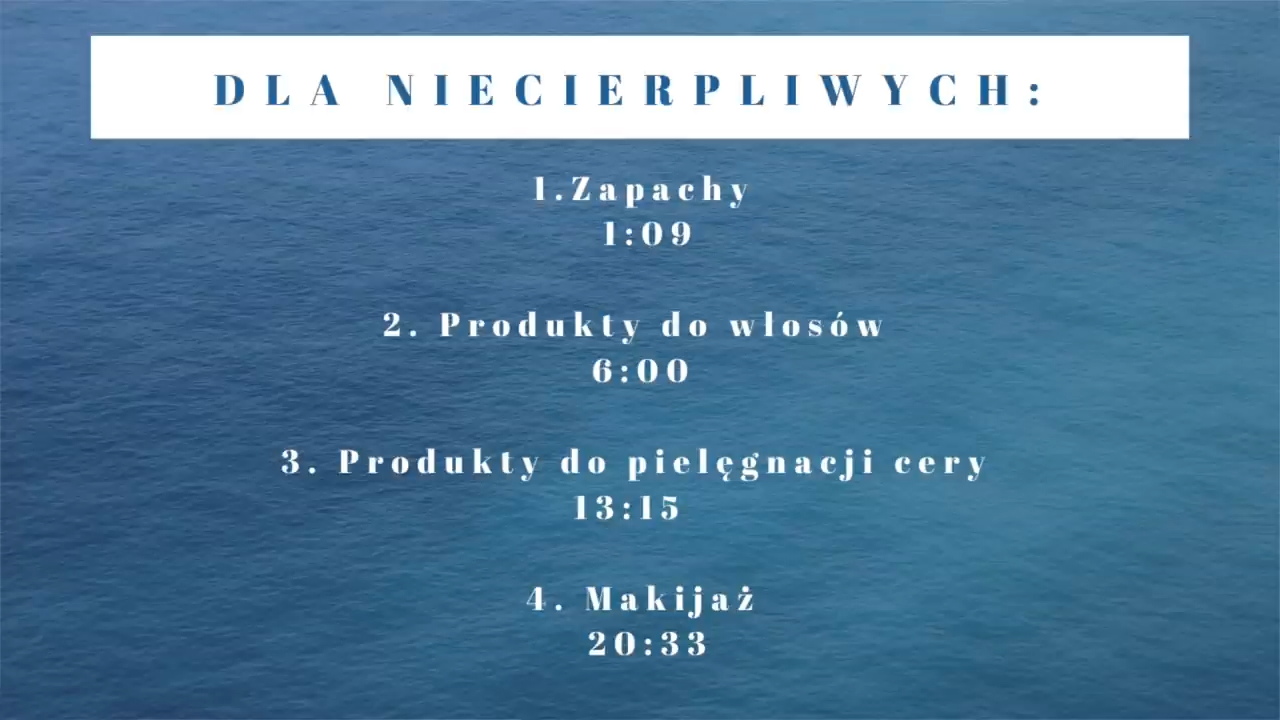 DLA NIECIERPLIWYCH:
1.Zapachy
1:09
2. Produkty do włosów
6:00
3. Produkty do pielęgnacji cery
13:15
4. Makijaż
20:33